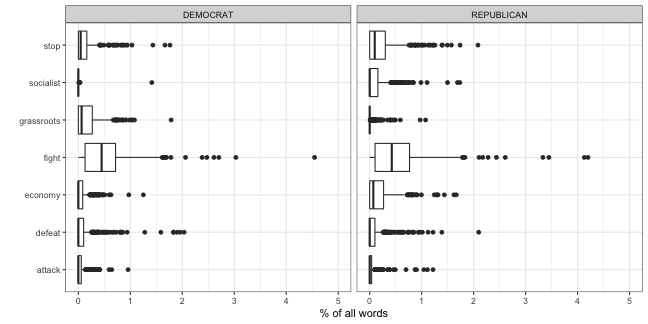 DEMOCRAT REPUBLICAN
stop
socialist
grassroots
fight
economy
defeat
attack
0 1 2 3 4 5 0 1 2 3 4 5
% of all words